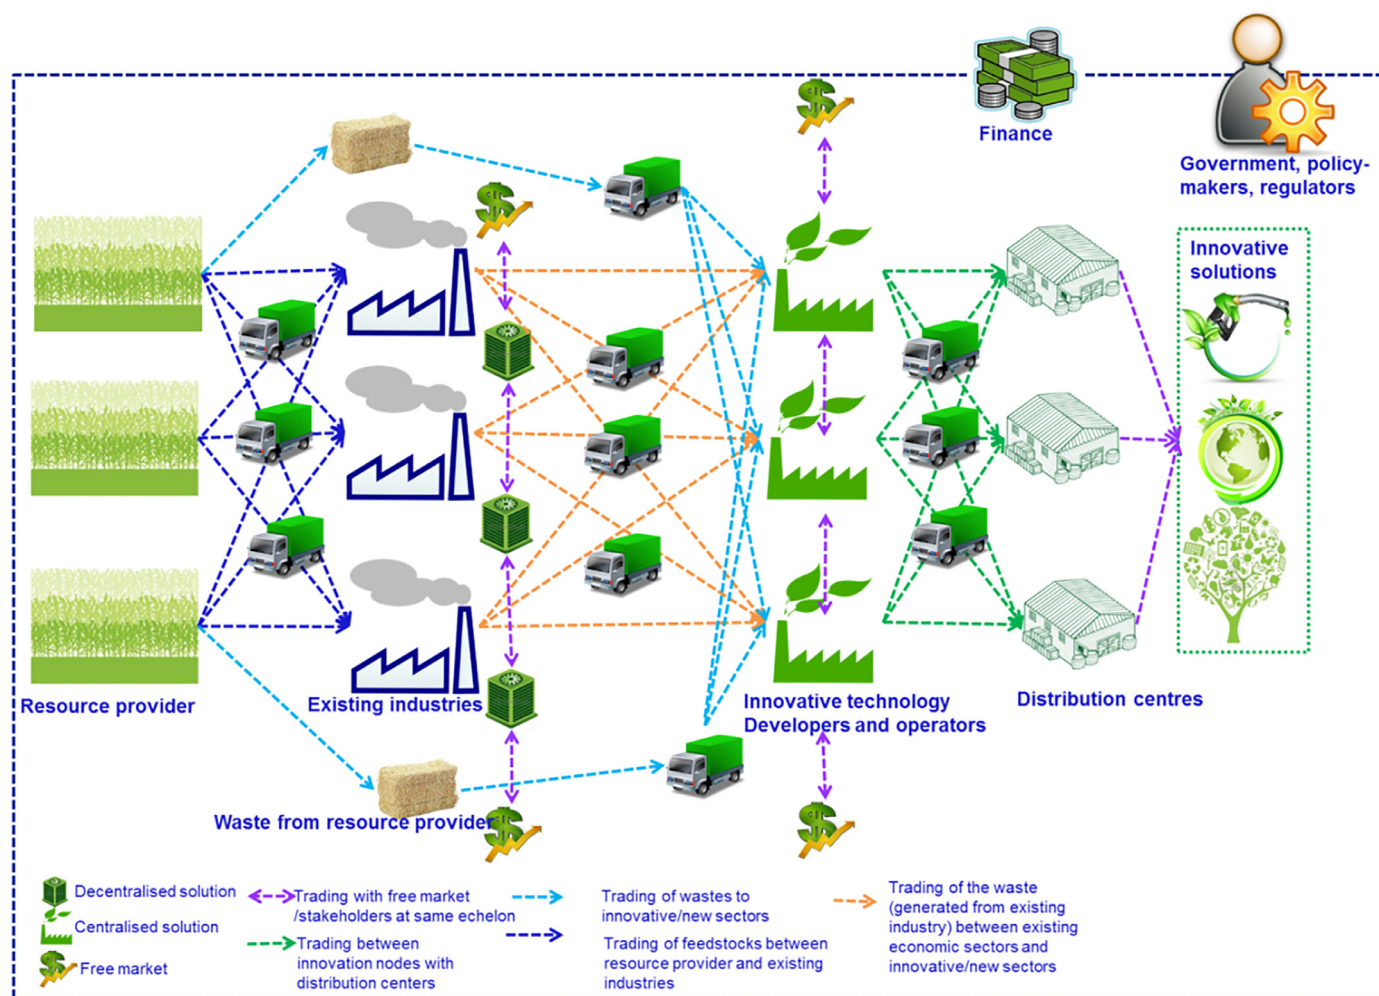 Finance
Government, policy-
makers, regulators
Innovative
solutions
Resource provider
Existing industries
Innovative technology
Developers and operators
Distribution centres
Waste from resource provider
Decentralised solution
Centralised solution
Free market
Trading with free market
/stakeholders at same echelon
Trading between
innovation nodes with
distribution centers
Trading of wastes to
innovative/new sectors
Trading of feedstocks between
resource provider and existing
industries
Trading of the waste
(generated from existing
industry) between existing
economic sectors and
innovative/new sectors